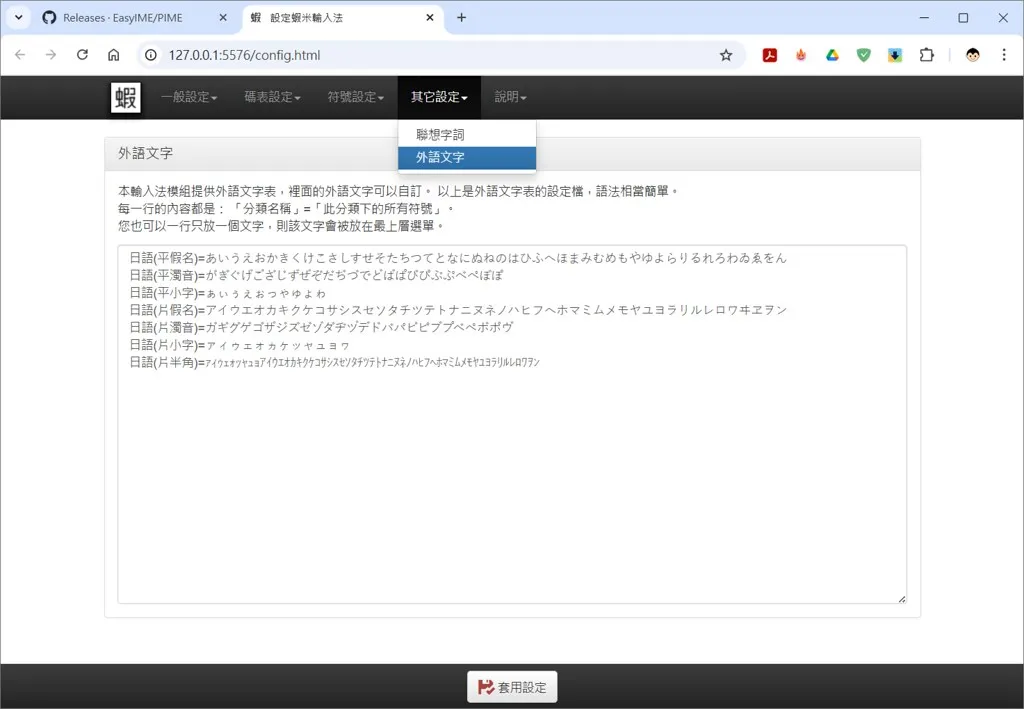 Releases · EasyIME/PIME
蝦 設定蝦米輸入法
127.0.0.1:5576/config.html
蝦 一般設定 碼表設定 符號設定 其它設定 說明
聯想字詞
外語文字
外語文字
本輸入法模組提供外語文字表，裡面的外語文字可以自訂。 以上是外語文字表的設定檔，語法相當簡單。
每一行的內容都是： 「分類名稱」=「此分類下的所有符號」。
您也可以一行只放一個文字，則該文字會被放在最上層選單。
日語(平假名)=あいうえおかきくけこさしすせそたちつてとなにぬねのはひふへほまみむめもやゆよらりるれろわゐゑをん
日語(平濁音)=がぎぐげござじずぜぞだぢづでどばぱびぴぶぷべぺぼぽ
日語(平小字)=ぁぃぅぇぉっゃゅょゎ
日語(片假名)=アイウエオカキクケコサシスセソタチツテトナニヌネノハヒフヘホマミムメモヤユヨラリルレロワヰヱヲン
日語(片濁音)=ガギグゲゴザジズゼゾダヂヅデドバパビピブプベペボポヴ
日語(片小字)=ァィゥェォヵヶッャュョヮ
日語(片半角)=ｧｨｩｪｫｯｬｭｮｱｲｳｴｵｶｷｸｹｺｻｼｽｾｿﾀﾁﾂﾃﾄﾅﾆﾇﾈﾉﾊﾋﾌﾍﾎﾏﾐﾑﾒﾓﾔﾕﾖﾗﾘﾙﾚﾛﾜｦﾝ
套用設定